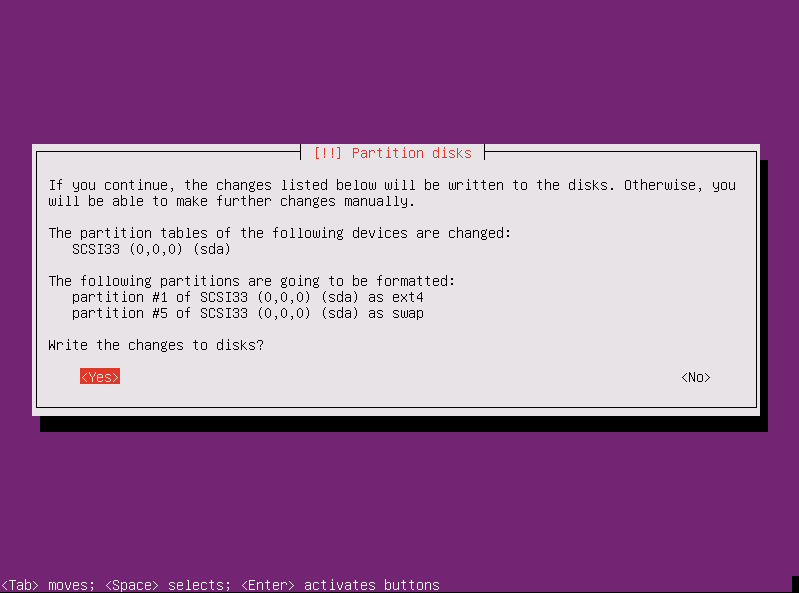 [!!] Partition disks
If you continue, the changes listed below will be written to the disks. Otherwise, you
will be able to make further changes manually.
The partition tables of the following devices are changed:
SCSI33 (0,0,0) (sda)
The following partitions are going to be formatted:
partition #1 of SCSI33 (0,0,0) (sda) as ext4
partition #5 of SCSI33 (0,0,0) (sda) as swap
Write the changes to disks?
<Yes> <No>
<Tab> moves; <Space> selects; <Enter> activates buttons